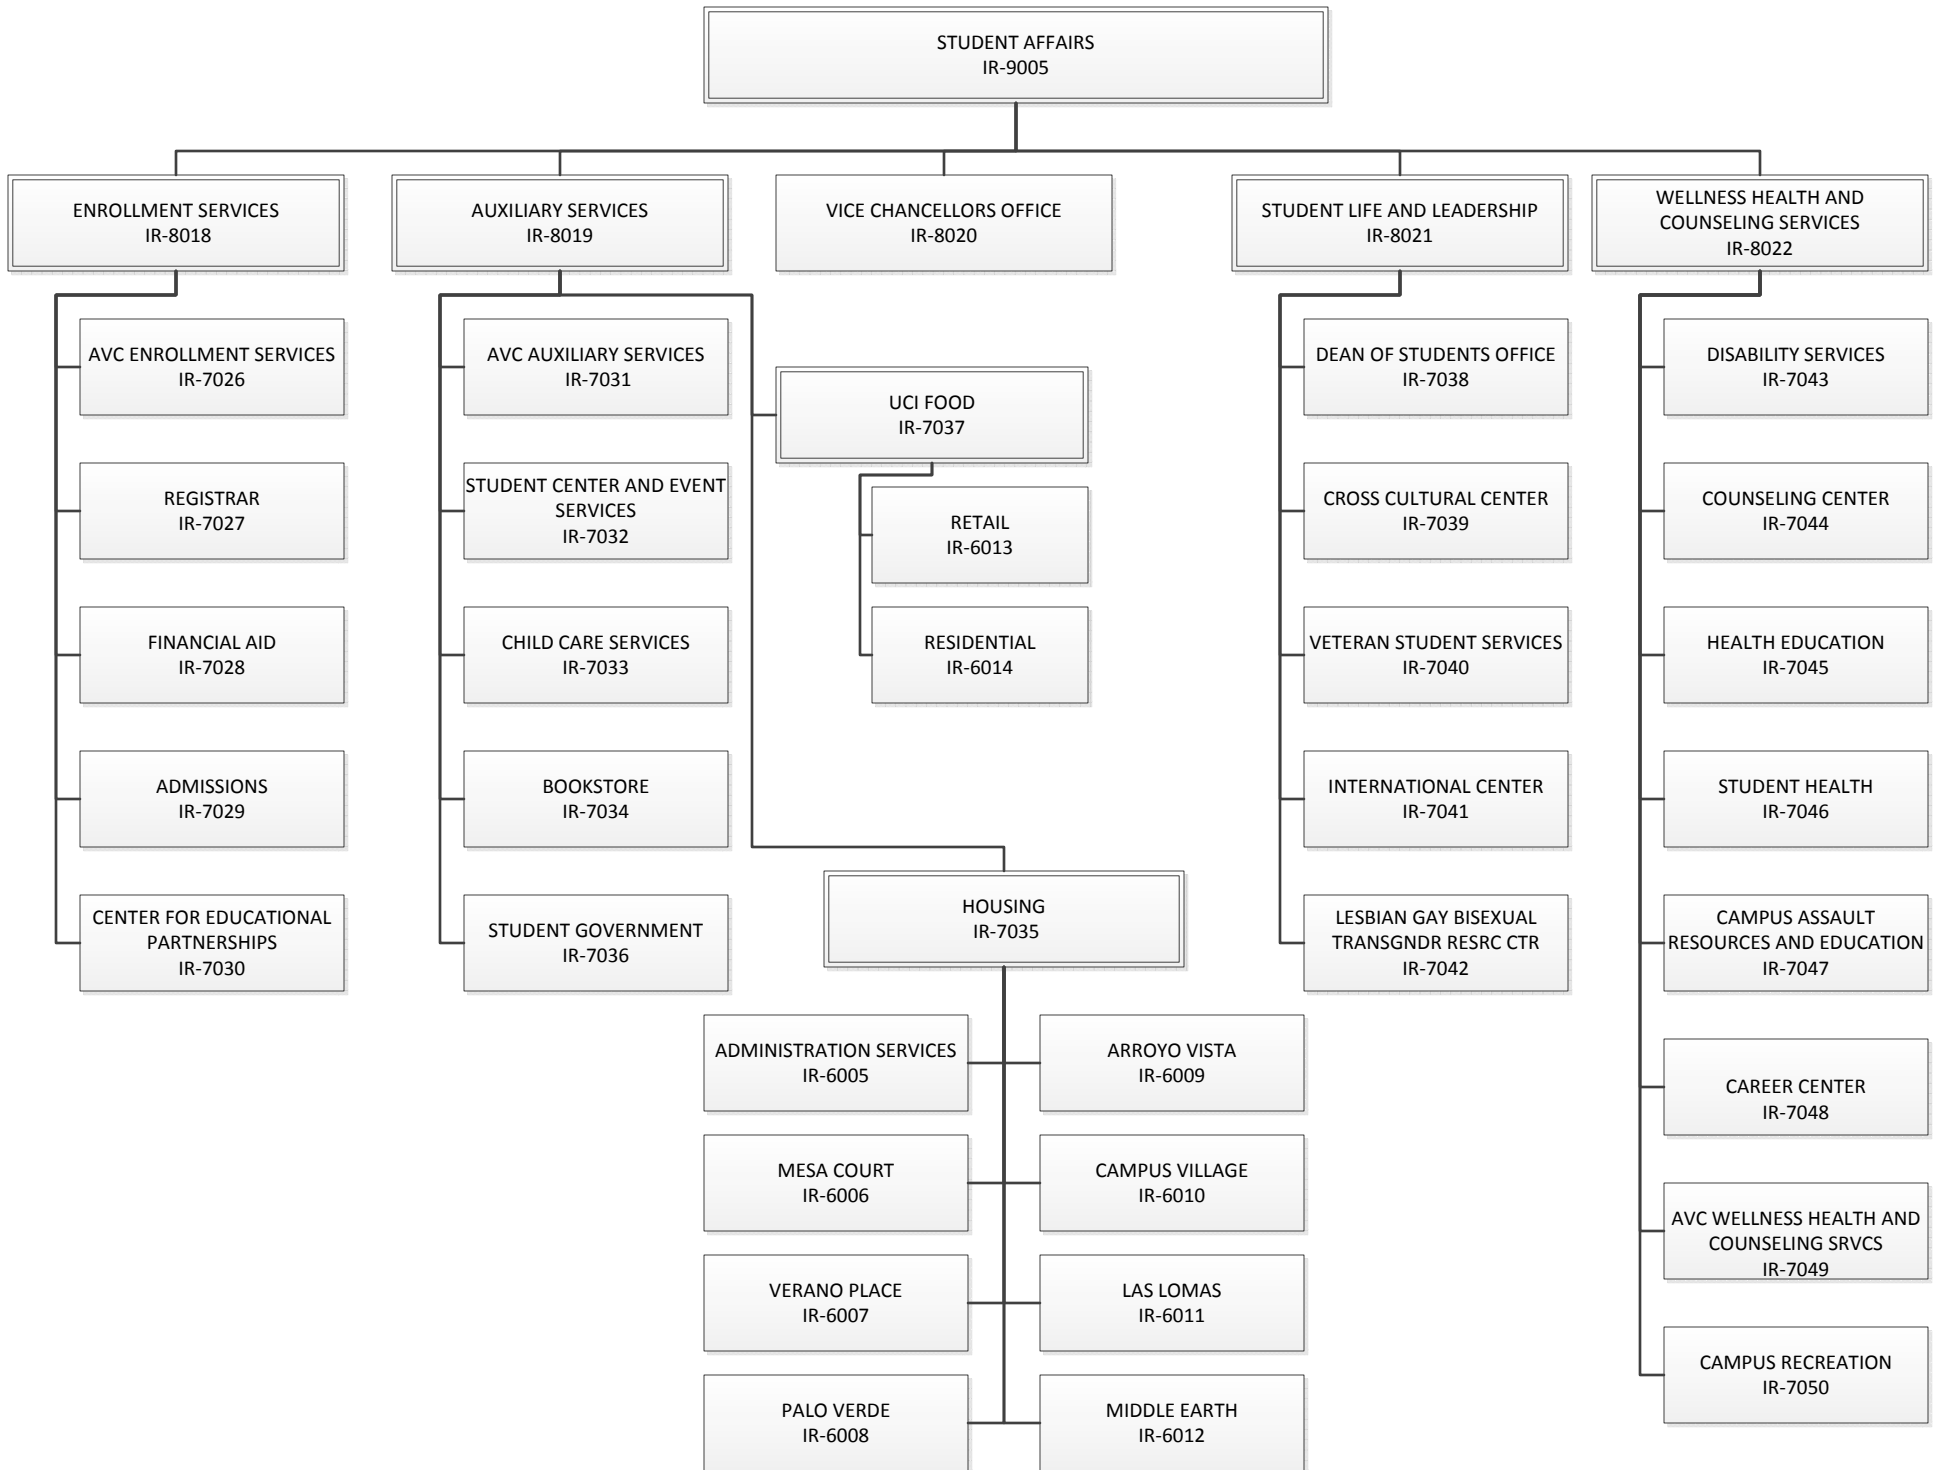 STUDENT AFFAIRS
IR-9005
ENROLLMENT SERVICES
IR-8018
AUXILIARY SERVICES
IR-8019
VICE CHANCELLORS OFFICE
IR-8020
STUDENT LIFE AND LEADERSHIP
IR-8021
WELLNESS HEALTH AND
COUNSELING SERVICES
IR-8022
AVC ENROLLMENT SERVICES
IR-7026
REGISTRAR
IR-7027
FINANCIAL AID
IR-7028
ADMISSIONS
IR-7029
CENTER FOR EDUCATIONAL
PARTNERSHIPS
IR-7030
AVC AUXILIARY SERVICES
IR-7031
STUDENT CENTER AND EVENT
SERVICES
IR-7032
CHILD CARE SERVICES
IR-7033
BOOKSTORE
IR-7034
STUDENT GOVERNMENT
IR-7036
UCI FOOD
IR-7037
RETAIL
IR-6013
RESIDENTIAL
IR-6014
HOUSING
IR-7035
ADMINISTRATION SERVICES
IR-6005
MESA COURT
IR-6006
VERANO PLACE
IR-6007
PALO VERDE
IR-6008
ARROYO VISTA
IR-6009
CAMPUS VILLAGE
IR-6010
LAS LOMAS
IR-6011
MIDDLE EARTH
IR-6012
DEAN OF STUDENTS OFFICE
IR-7038
CROSS CULTURAL CENTER
IR-7039
VETERAN STUDENT SERVICES
IR-7040
INTERNATIONAL CENTER
IR-7041
LESBIAN GAY BISEXUAL
TRANSGNDR RESRC CTR
IR-7042
DISABILITY SERVICES
IR-7043
COUNSELING CENTER
IR-7044
HEALTH EDUCATION
IR-7045
STUDENT HEALTH
IR-7046
CAMPUS ASSAULT
RESOURCES AND EDUCATION
IR-7047
CAREER CENTER
IR-7048
AVC WELLNESS HEALTH AND
COUNSELING SRVCS
IR-7049
CAMPUS RECREATION
IR-7050